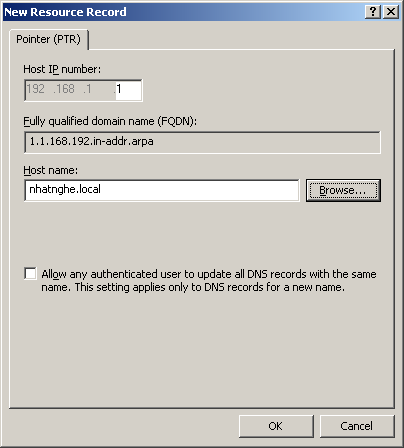 New Resource Record
Pointer (PTR)
Host IP number:
192 .168 .1 .1
Fully qualified domain name (FQDN):
1.1.168.192.in-addr.arpa
Host name:
nhatnghe.local
Browse...
Allow any authenticated user to update all DNS records with the same
name. This setting applies only to DNS records for a new name.
OK
Cancel